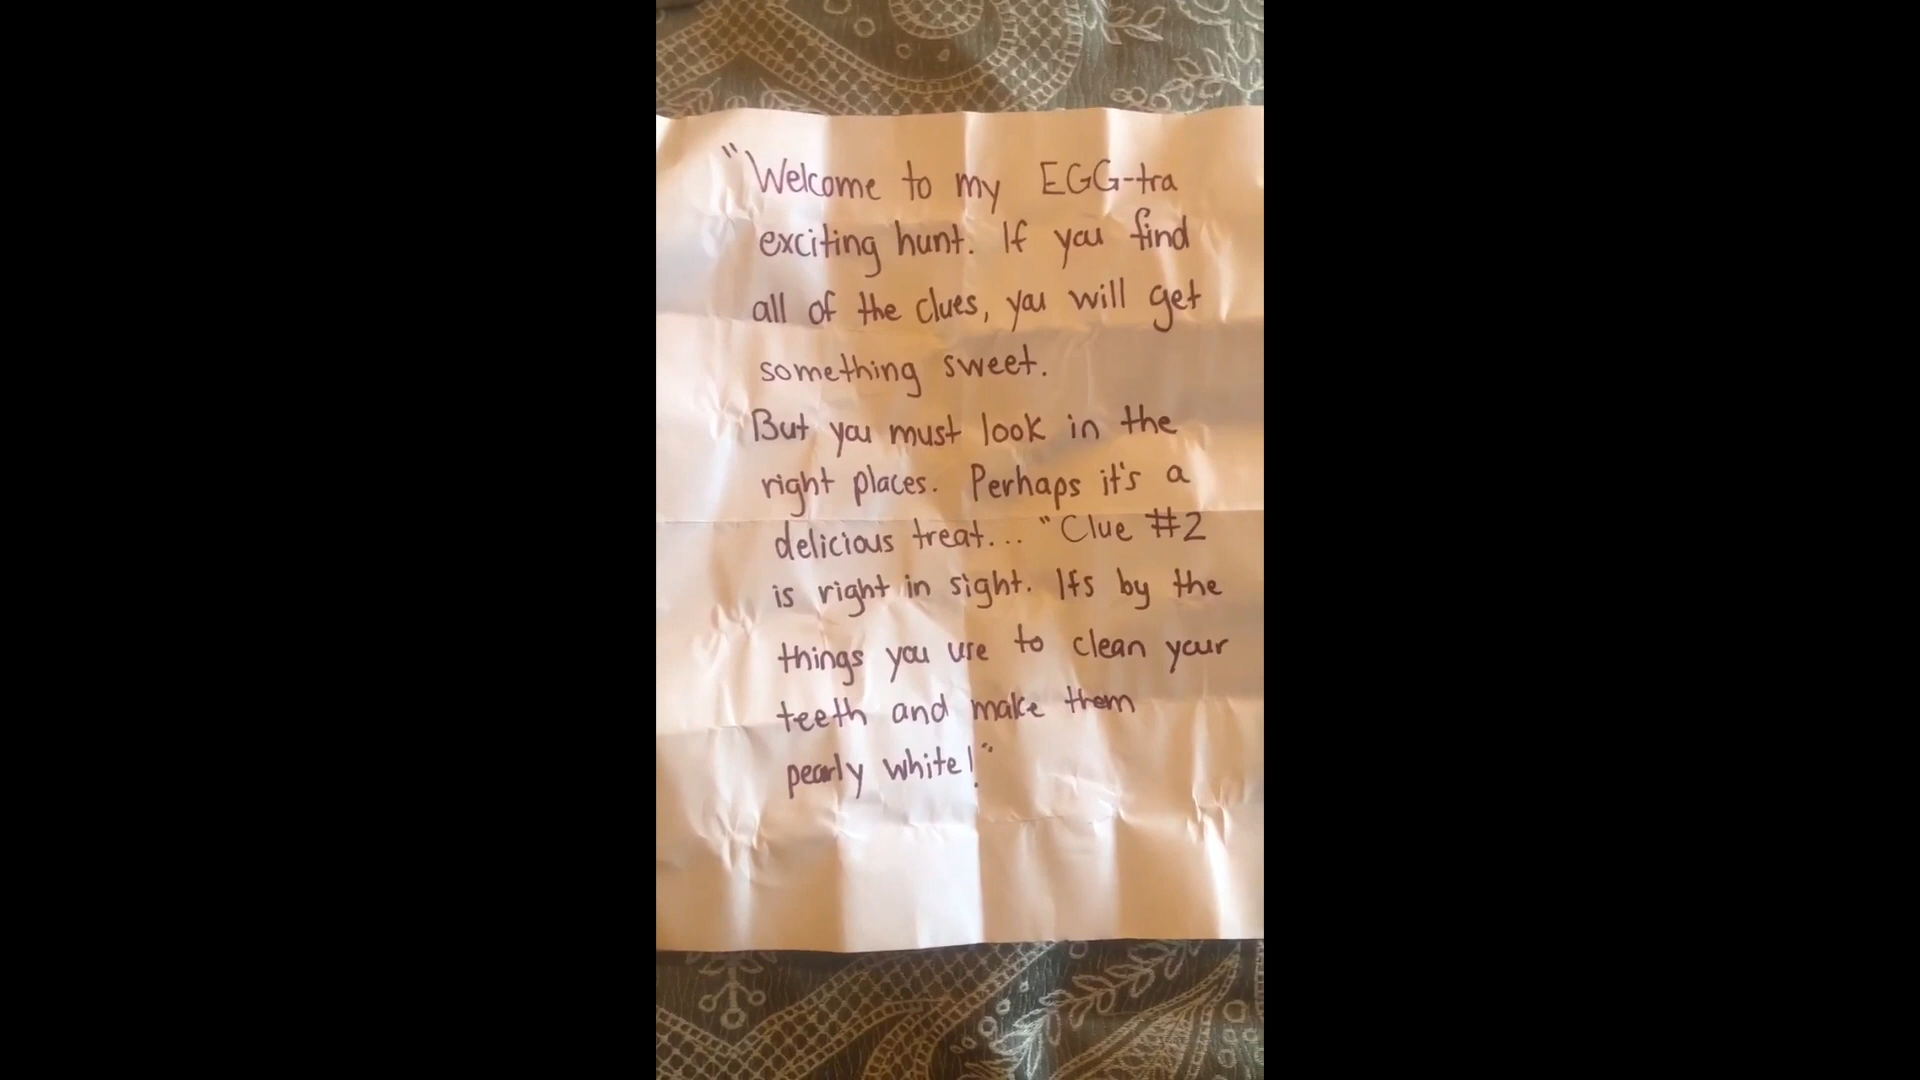 "Welcome to my EGG-tra
exciting hunt. If you find
all of the clues, you will get
something sweet.
But you must look in the
right places. Perhaps it's a
delicious treat... "Clue #2
is right in sight. It's by the
things you use to clean your
teeth and make them
pearly white!"